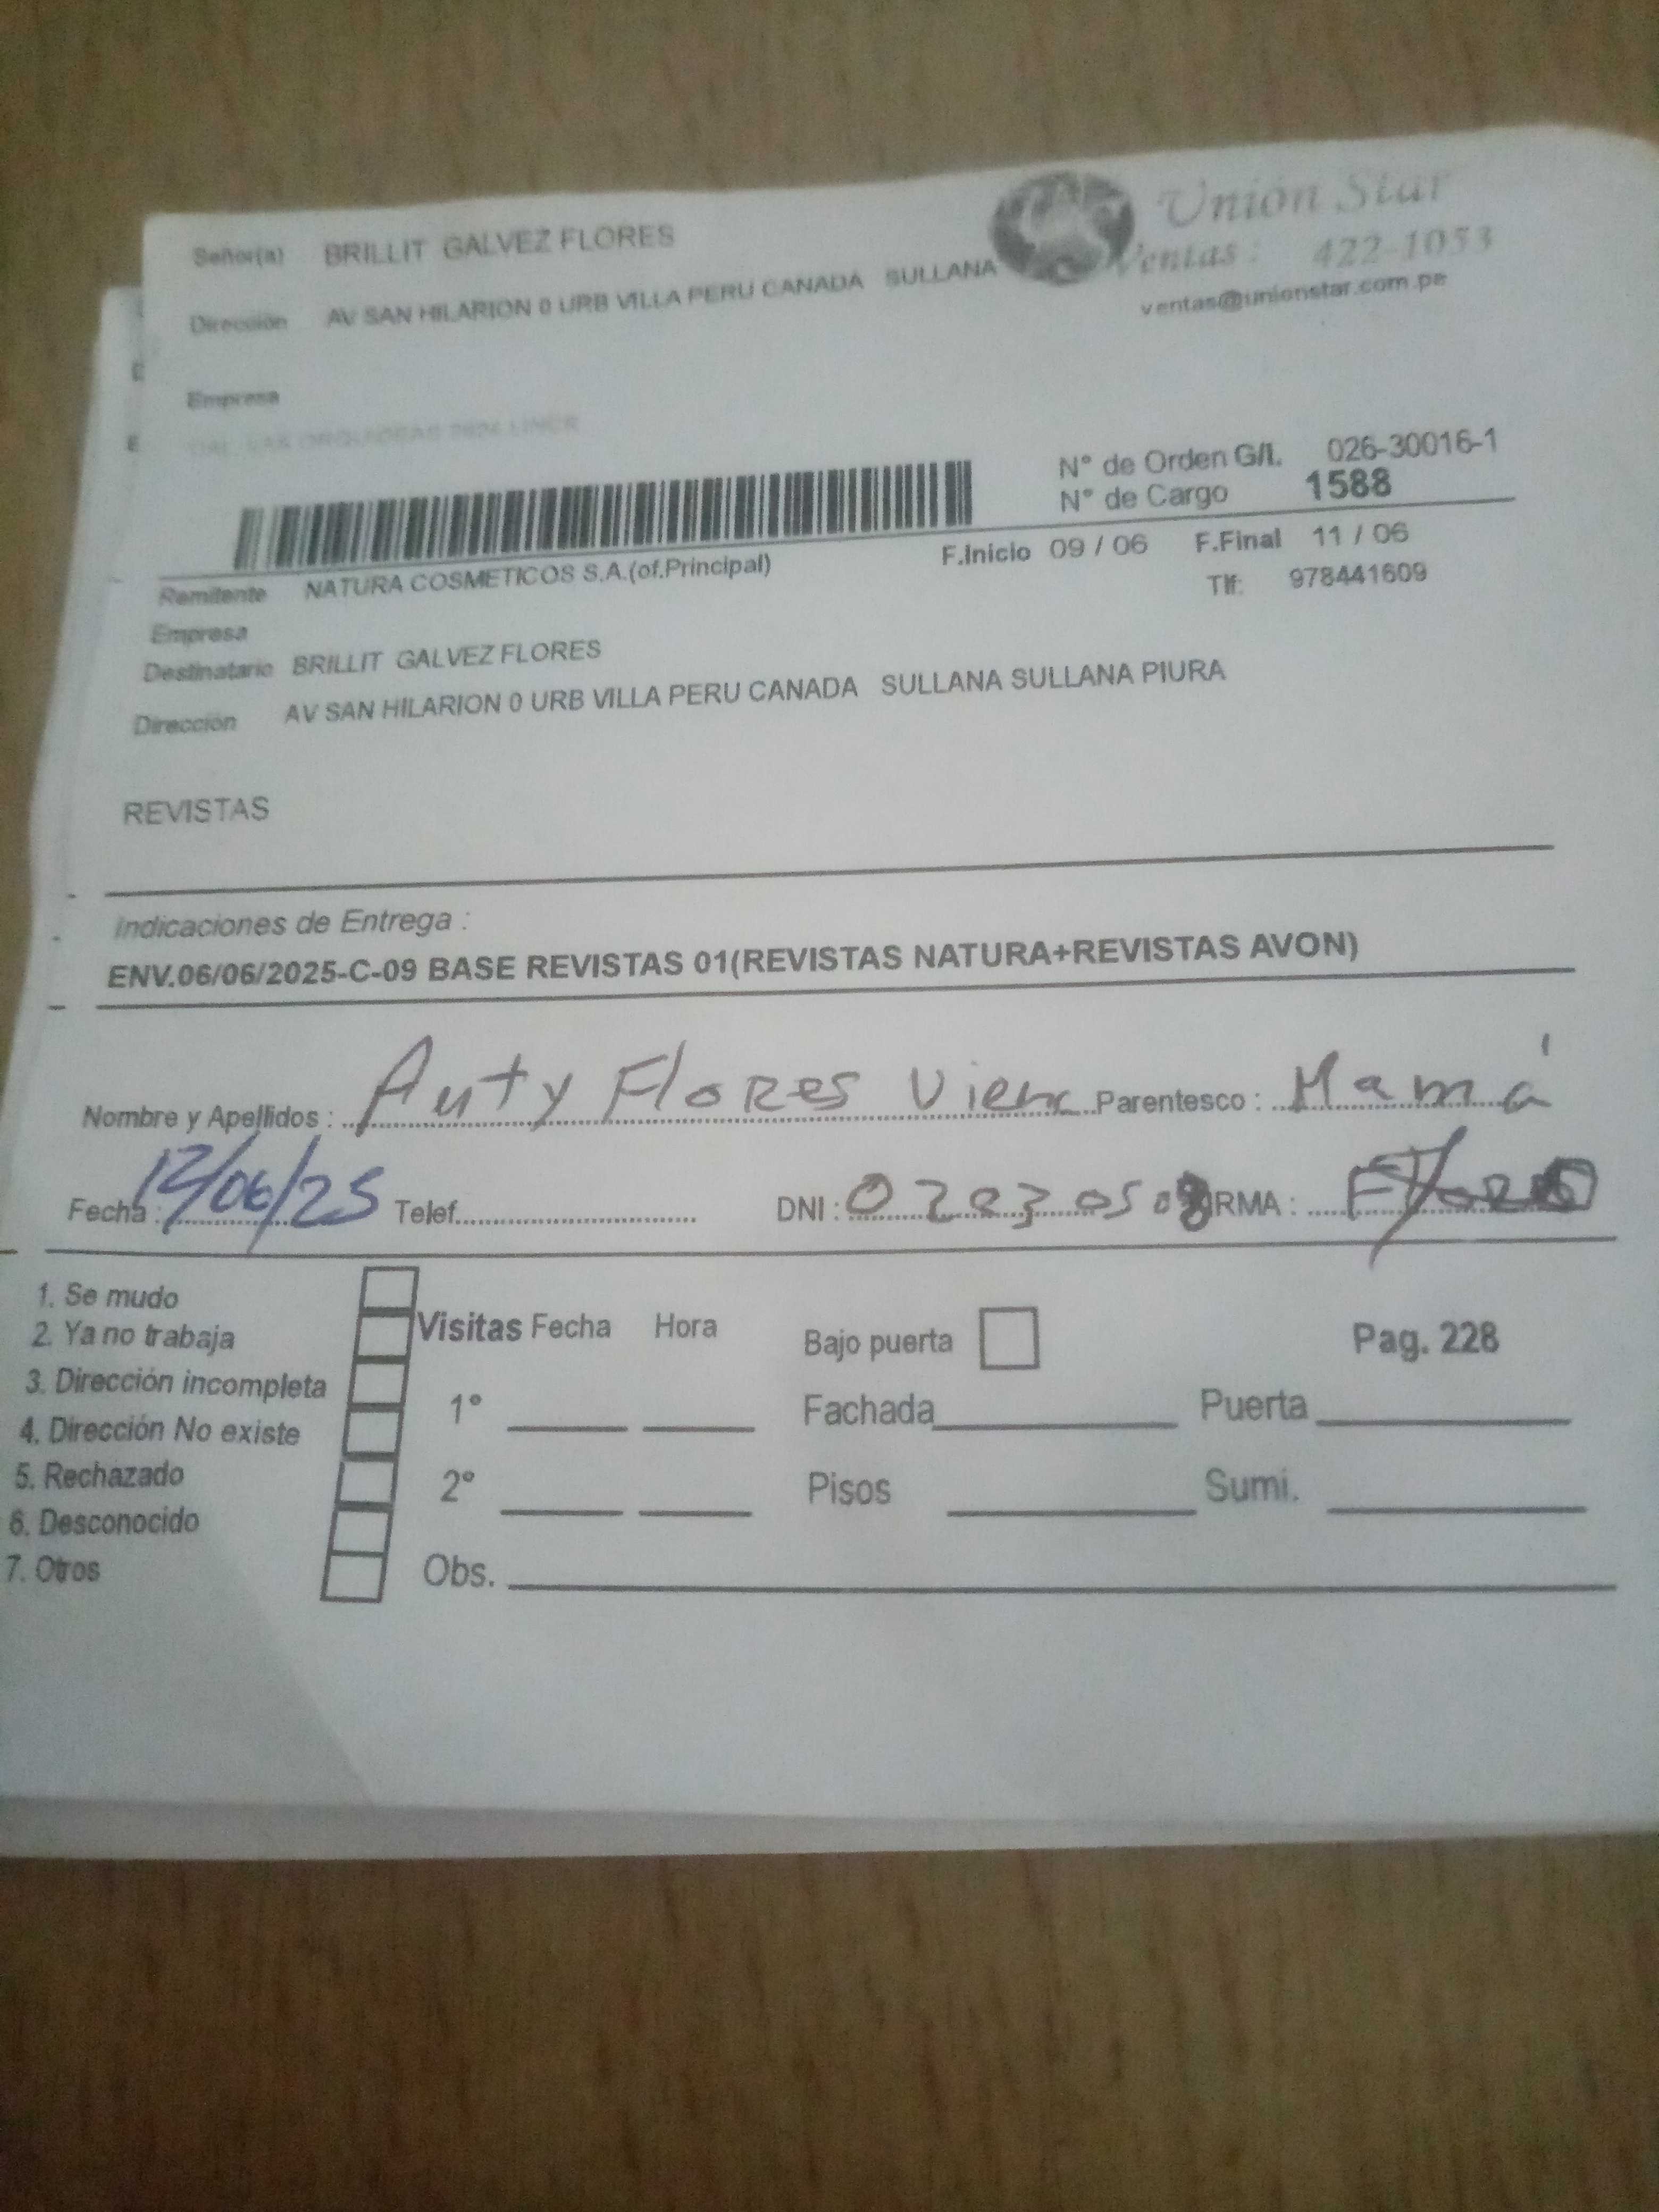 Señor(a) BRILLIT GALVEZ FLORES
Unión Star
Dirección AV SAN HILARION 0 URB VILLA PERU CANADA SULLANA
Ventas : 422-1053
ventas@unionstar.com.pe
Empresa
N° de Orden G/I. 026-30016-1
N° de Cargo 1588
Remitente NATURA COSMETICOS S.A.(of.Principal) F.Inicio 09 / 06 F.Final 11 / 06
Tlf: 978441609
Empresa
Destinatario BRILLIT GALVEZ FLORES
Dirección AV SAN HILARION 0 URB VILLA PERU CANADA SULLANA SULLANA PIURA
REVISTAS
Indicaciones de Entrega :
ENV.06/06/2025-C-09 BASE REVISTAS 01(REVISTAS NATURA+REVISTAS AVON)
Nombre y Apellidos : Flores Parentesco : Mamá
Fecha : 12/06/25 Telef. DNI : RMA : Flores
1. Se mudo
2. Ya no trabaja
3. Dirección incompleta
4. Dirección No existe
5. Rechazado
6. Desconocido
7. Otros
Visitas Fecha Hora Bajo puerta Pag. 228
1° Fachada Puerta
2° Pisos Sumi.
Obs.